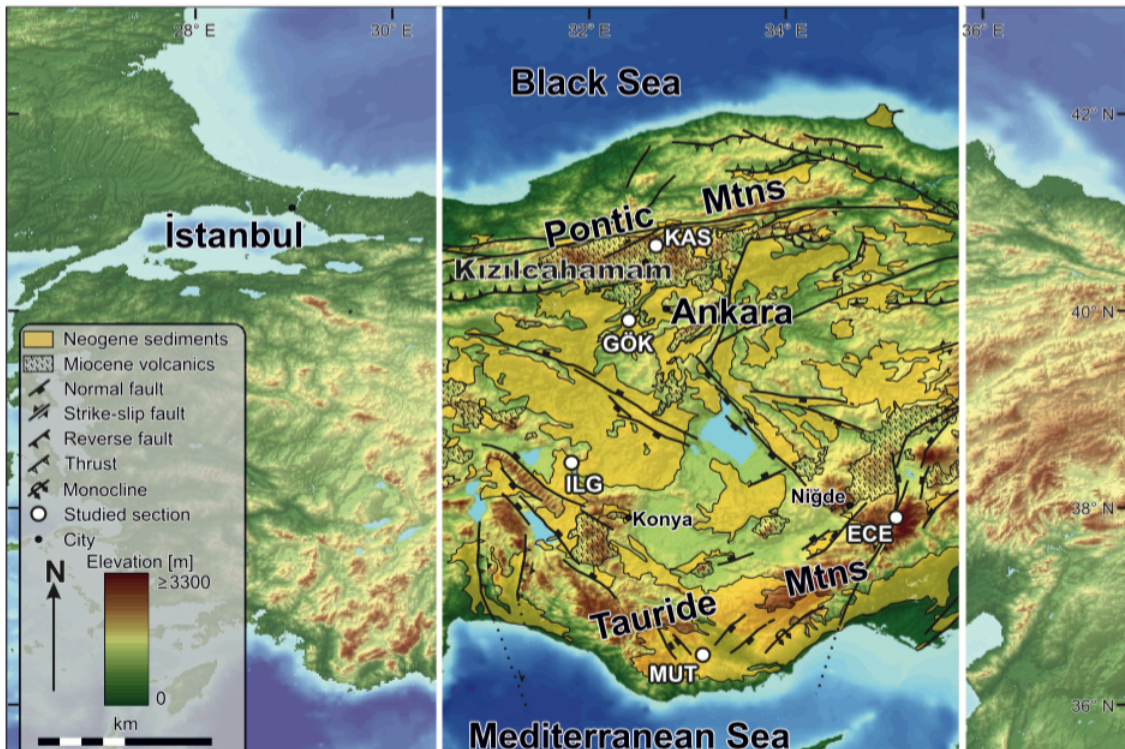 28° E
30° E
32° E
34° E
36° E
Black Sea
42° N
Pontic
Mtns
İstanbul
KAS
Kızılcahamam
Ankara
40° N
GÖK
Neogene sediments
Miocene volcanics
Normal fault
Strike-slip fault
Reverse fault
Thrust
Monocline
Studied section
City
ILG
Niğde
Konya
38° N
ECE
Elevation [m]
N
≥3300
0
km
Mtns
Tauride
MUT
36° N
Mediterranean Sea